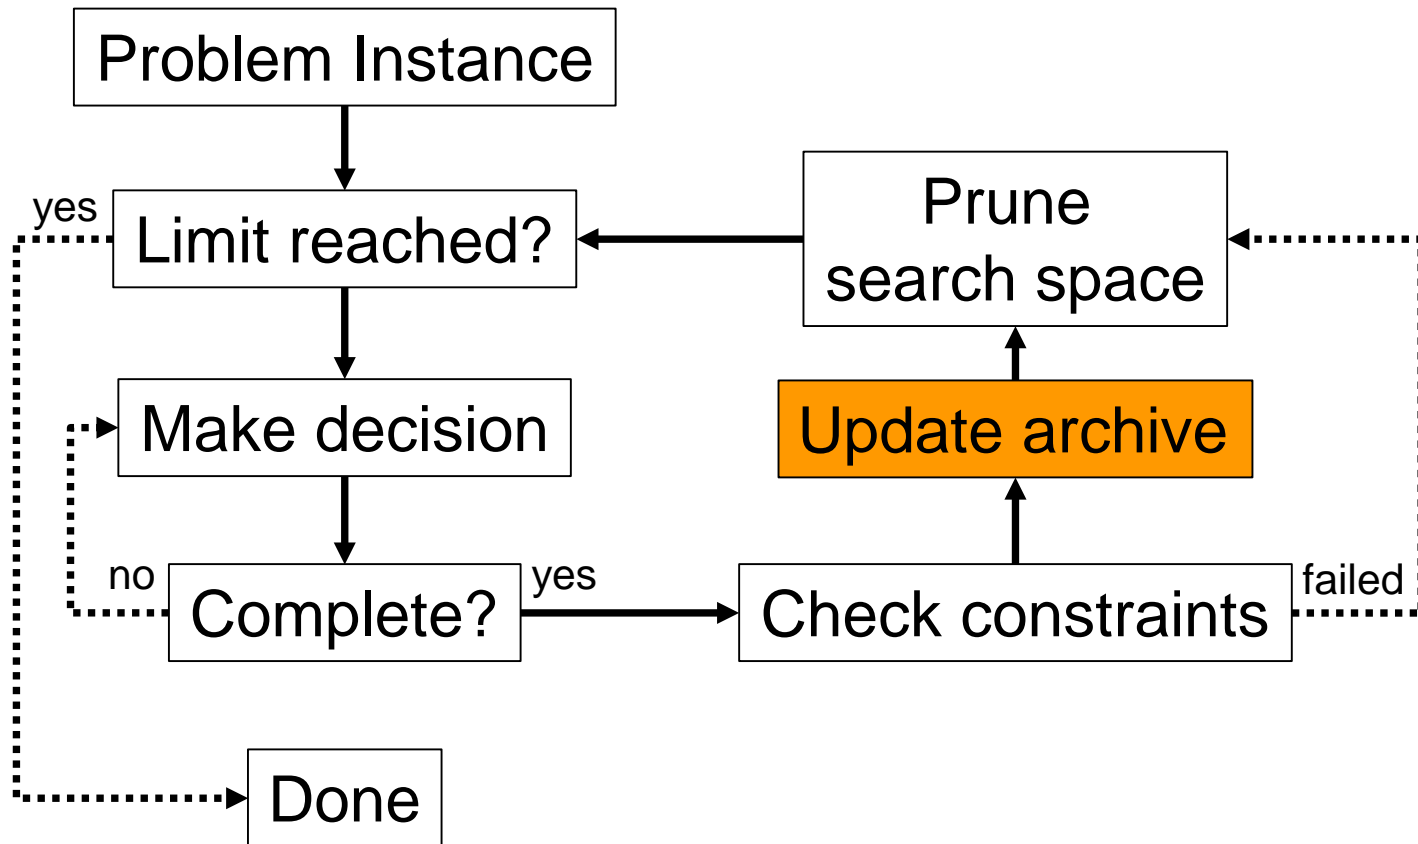 Problem Instance
yes
Limit reached?
Prune
search space
Make decision
Update archive
no
Complete?
yes
Check constraints
failed
Done